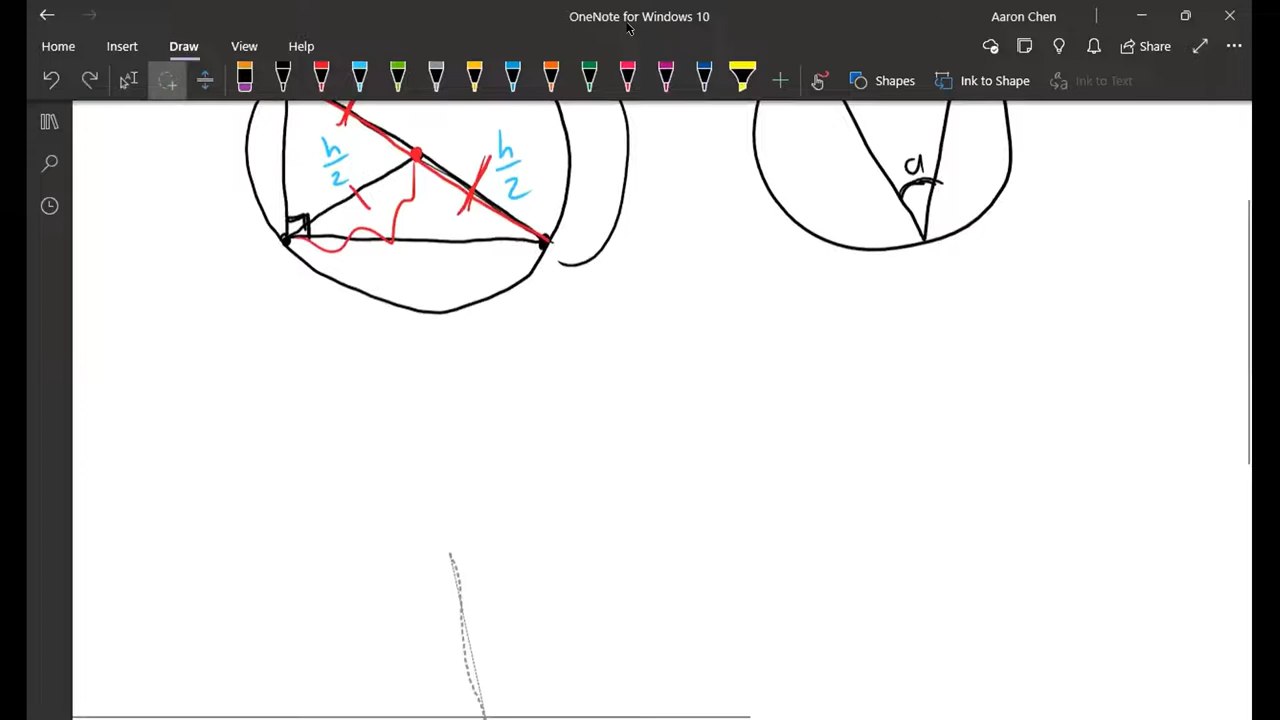 OneNote for Windows 10
Aaron Chen
Home Insert Draw View Help
Share
Shapes Ink to Shape Ink to Text
h
2
h
2
a